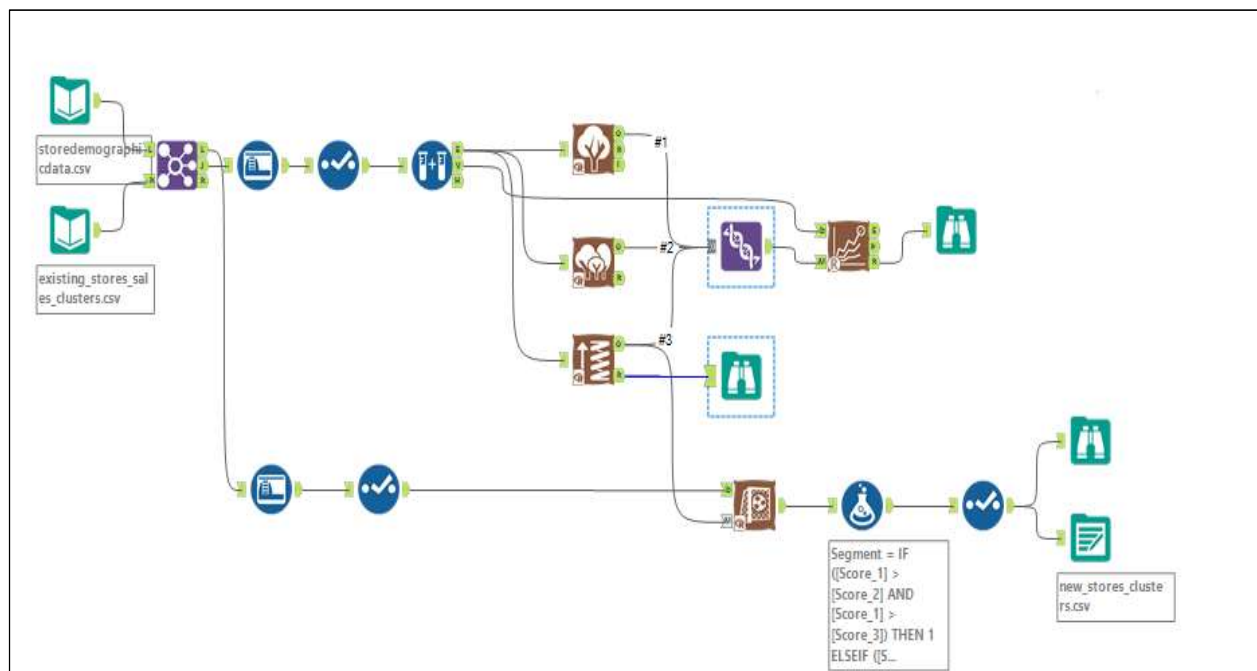 storedemographi
cdata.csv
existing_stores_sal
es_clusters.csv
L
R
L
J
R
E
V
H
#1
#2
#3
O
R
I
O
R
O
R
D
M
E
P
R
D
M
Segment = IF
([Score_1] >
[Score_2] AND
[Score_1] >
[Score_3]) THEN 1
ELSEIF ([S...
new_stores_cluste
rs.csv